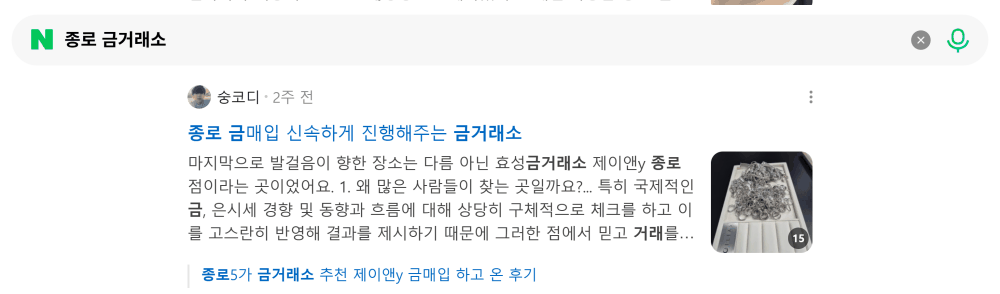 종로 금거래소
숭코디 · 2주 전
종로 금매입 신속하게 진행해주는 금거래소
마지막으로 발걸음이 향한 장소는 다름 아닌 효성금거래소 제이앤y 종로
점이라는 곳이었어요. 1. 왜 많은 사람들이 찾는 곳일까요?... 특히 국제적인
금, 은시세 경향 및 동향과 흐름에 대해 상당히 구체적으로 체크를 하고 이
를 고스란히 반영해 결과를 제시하기 때문에 그러한 점에서 믿고 거래를...
15
종로5가 금거래소 추천 제이앤y 금매입 하고 온 후기